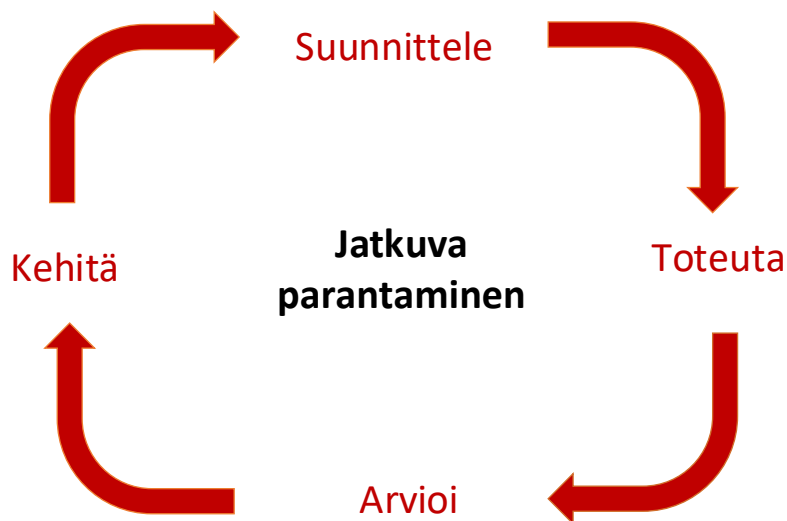 Suunnittele
Toteuta
Jatkuva
parantaminen
Kehitä
Arvioi